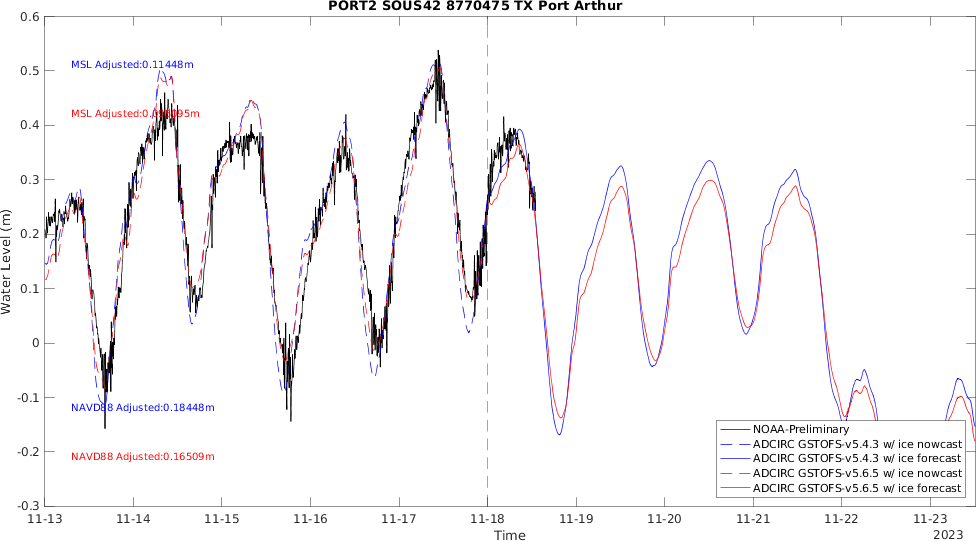 PORT2 SOUS42 8770475 TX Port Arthur
0.6
0.5
0.4
0.3
0.2
0.1
0
-0.1
-0.2
-0.3
Water Level (m)
MSL Adjusted:0.11448m
MSL
NAVD88 Adjusted:0.18448m
NAVD88 Adjusted:0.16509m
NOAA-Preliminary
ADCIRC GSTOFS-v5.4.3 w/ ice nowcast
ADCIRC GSTOFS-v5.4.3 w/ ice forecast
ADCIRC GSTOFS-v5.6.5 w/ ice nowcast
ADCIRC GSTOFS-v5.6.5 w/ ice forecast
11-13 11-14 11-15 11-16 11-17 11-18 11-19 11-20 11-21 11-22 11-23
Time
2023